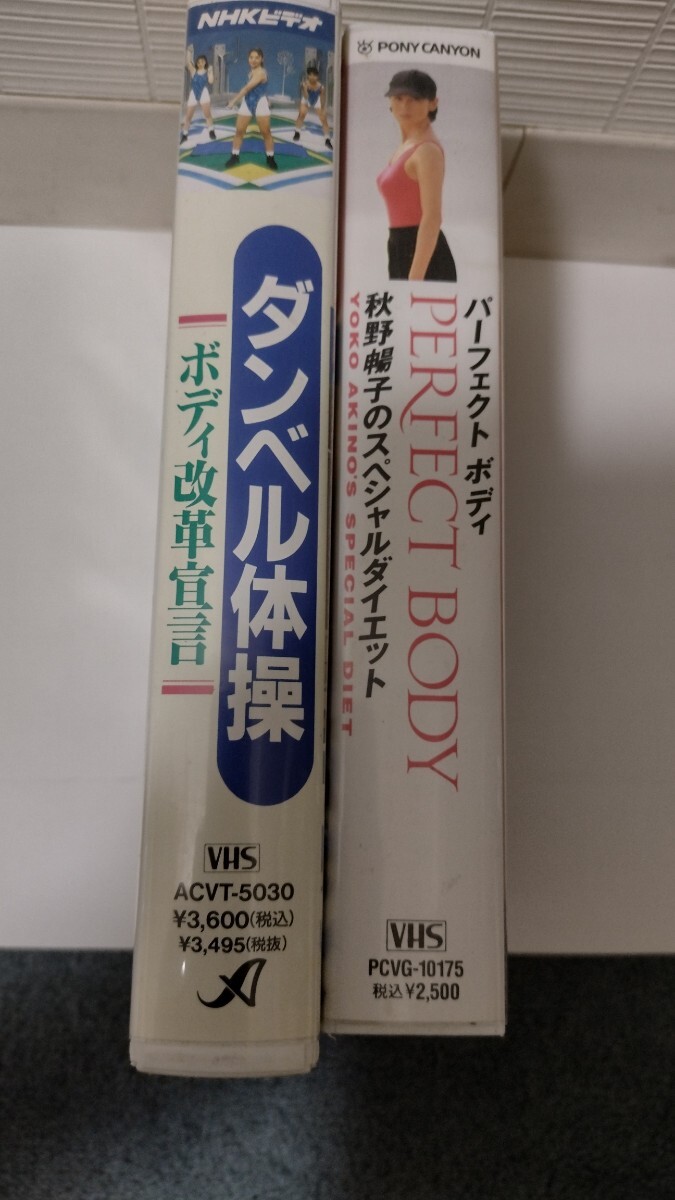 NHKビデオ
ダンベル体操
ボディ改革宣言
VHS
ACVT-5030
¥3,600(税込)
¥3,495(税抜)
PONY CANYON
パーフェクト ボディ
PERFECT BODY
秋野暢子のスペシャルダイエット
YOKO AKINO'S SPECIAL DIET
VHS
PCVG-10175
税込¥2,500